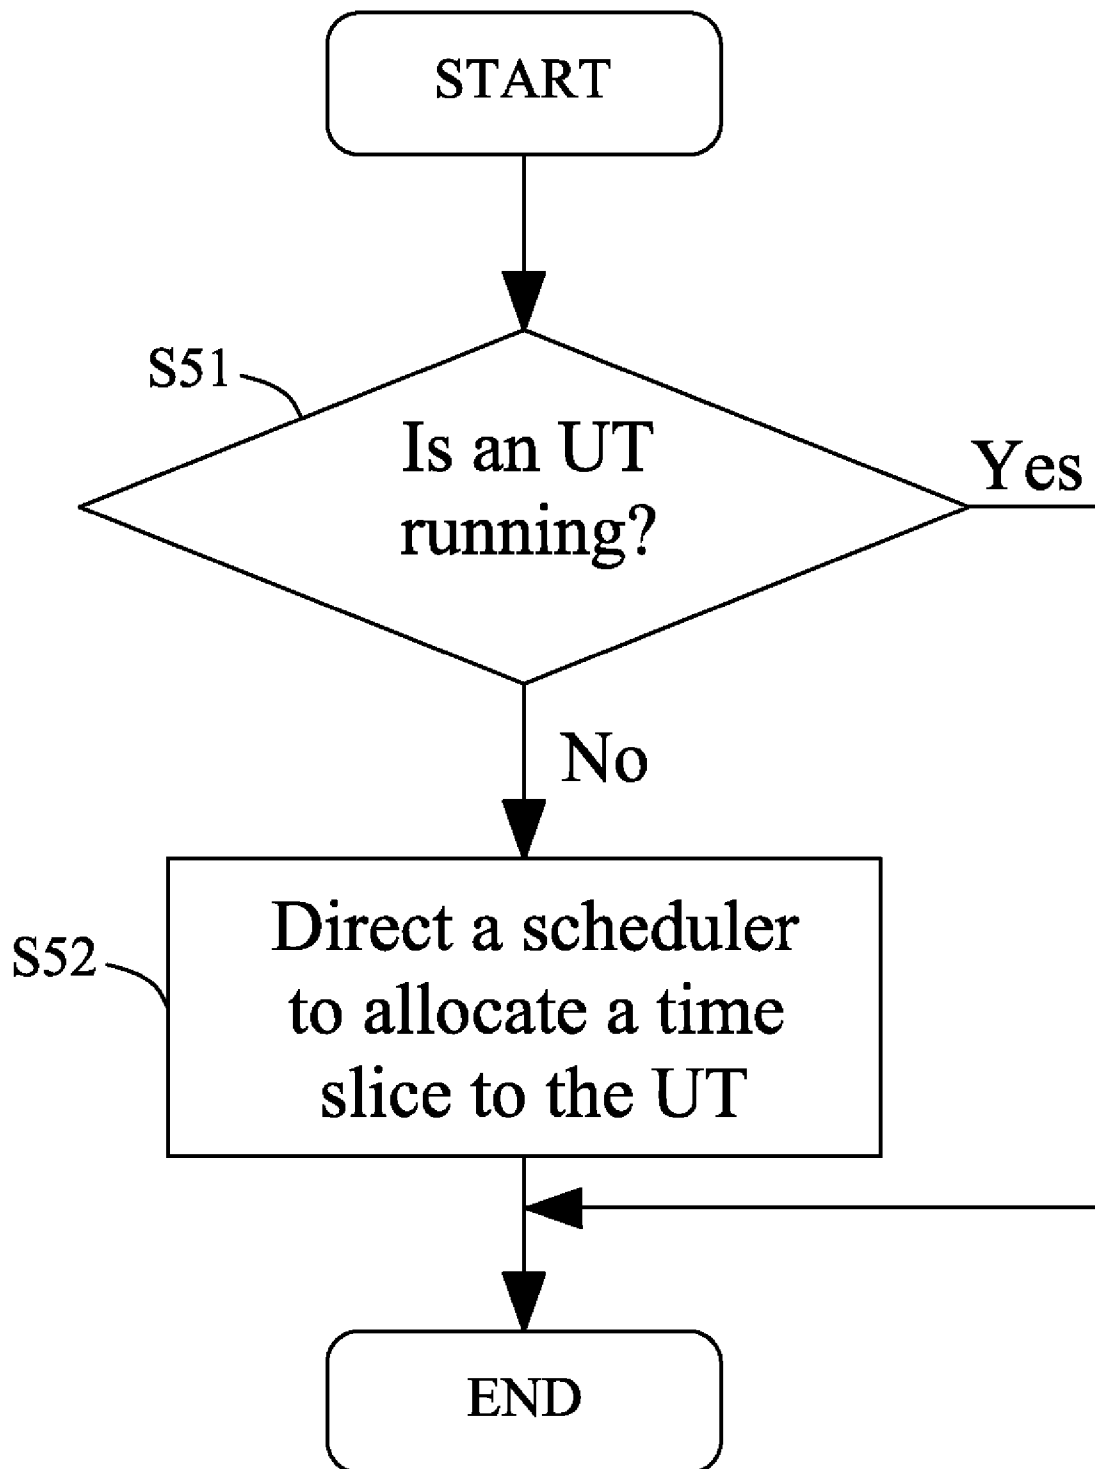 START
S51
Is an UT
running?
Yes
No
S52
Direct a scheduler
to allocate a time
slice to the UT
END